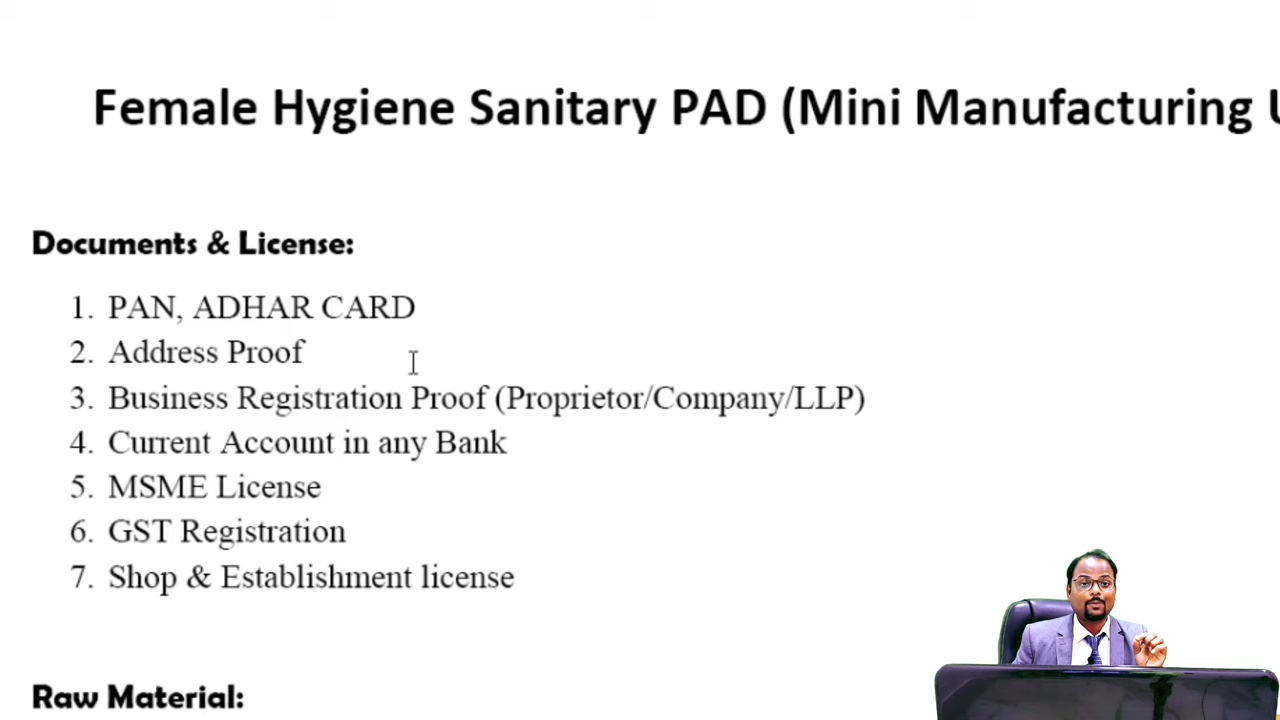 Female Hygiene Sanitary PAD (Mini Manufacturing
Documents & License:
1. PAN, ADHAR CARD
2. Address Proof
3. Business Registration Proof (Proprietor/Company/LLP)
4. Current Account in any Bank
5. MSME License
6. GST Registration
7. Shop & Establishment license
Raw Material: